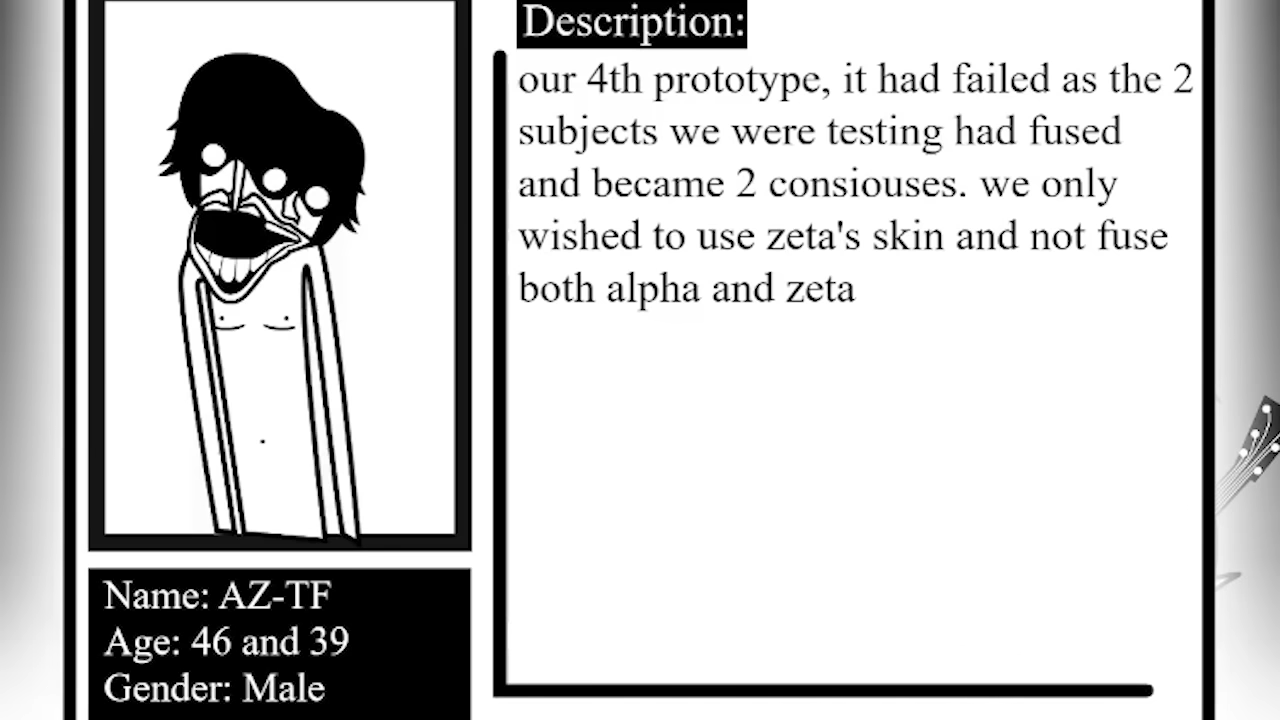 Description:
our 4th prototype, it had failed as the 2
subjects we were testing had fused
and became 2 consiouses. we only
wished to use zeta's skin and not fuse
both alpha and zeta
Name: AZ-TF
Age: 46 and 39
Gender: Male